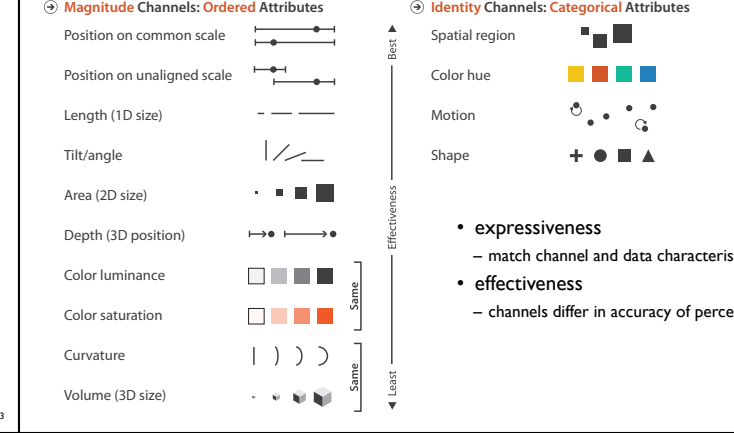 Magnitude Channels: Ordered Attributes
Position on common scale
Position on unaligned scale
Length (1D size)
Tilt/angle
Area (2D size)
Depth (3D position)
Color luminance
Color saturation
Curvature
Volume (3D size)
Same
Same
Best
Effectiveness
Least
Identity Channels: Categorical Attributes
Spatial region
Color hue
Motion
Shape
• expressiveness
– match channel and data characteris
• effectiveness
– channels differ in accuracy of perce
3